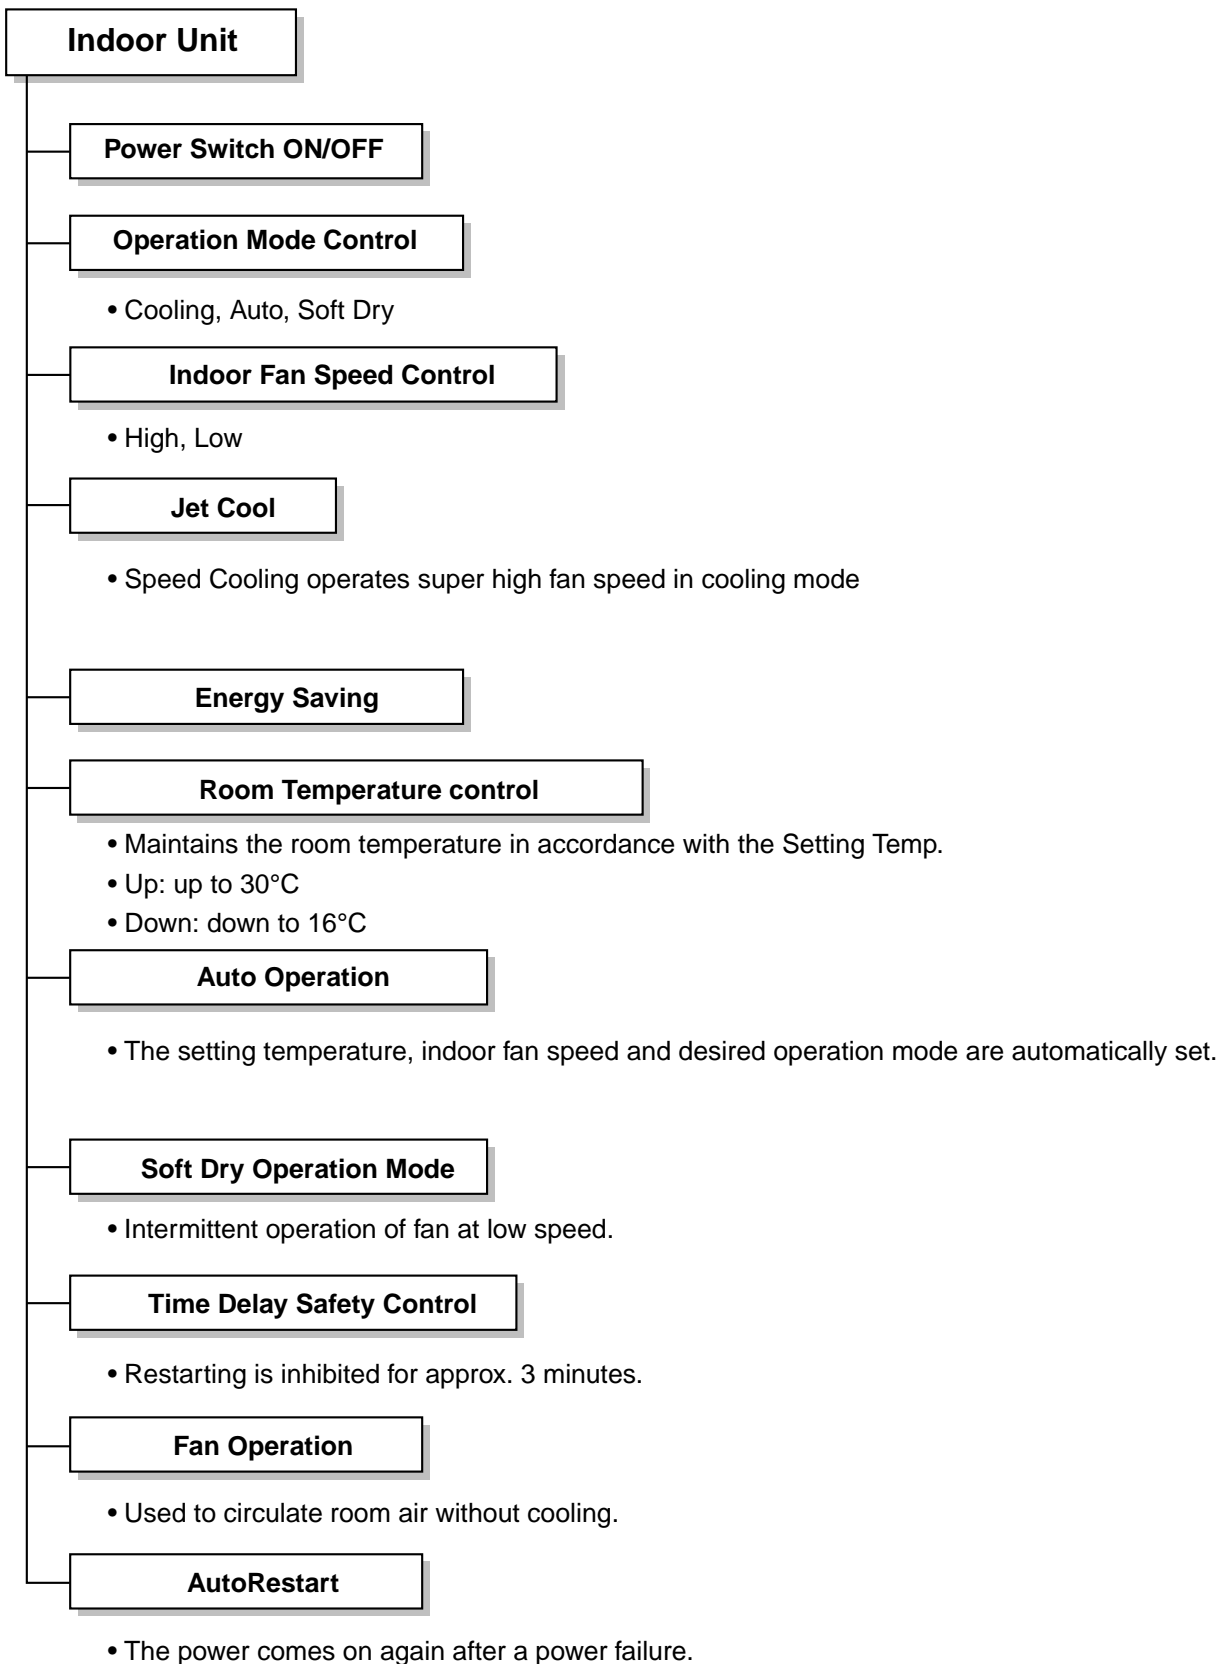 Indoor Unit
Power Switch ON/OFF
Operation Mode Control
• Cooling, Auto, Soft Dry
Indoor Fan Speed Control
• High, Low
Jet Cool
• Speed Cooling operates super high fan speed in cooling mode
Energy Saving
Room Temperature control
• Maintains the room temperature in accordance with the Setting Temp.
• Up: up to 30°C
• Down: down to 16°C
Auto Operation
• The setting temperature, indoor fan speed and desired operation mode are automatically set.
Soft Dry Operation Mode
• Intermittent operation of fan at low speed.
Time Delay Safety Control
• Restarting is inhibited for approx. 3 minutes.
Fan Operation
• Used to circulate room air without cooling.
AutoRestart
• The power comes on again after a power failure.